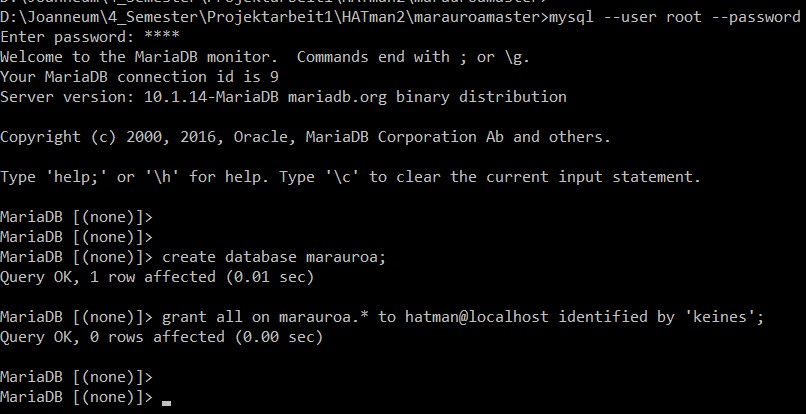 D:\Joanneum\4_Semester\Projektarbeit1\HATman2\marauroamaster>
D:\Joanneum\4_Semester\Projektarbeit1\HATman2\marauroamaster>mysql --user root --password
Enter password: ****
Welcome to the MariaDB monitor.  Commands end with ; or \g.
Your MariaDB connection id is 9
Server version: 10.1.14-MariaDB mariadb.org binary distribution
Copyright (c) 2000, 2016, Oracle, MariaDB Corporation Ab and others.
Type 'help;' or '\h' for help. Type '\c' to clear the current input statement.
MariaDB [(none)]>
MariaDB [(none)]>
MariaDB [(none)]> create database marauroa;
Query OK, 1 row affected (0.01 sec)
MariaDB [(none)]> grant all on marauroa.* to hatman@localhost identified by 'keines';
Query OK, 0 rows affected (0.00 sec)
MariaDB [(none)]>
MariaDB [(none)]>